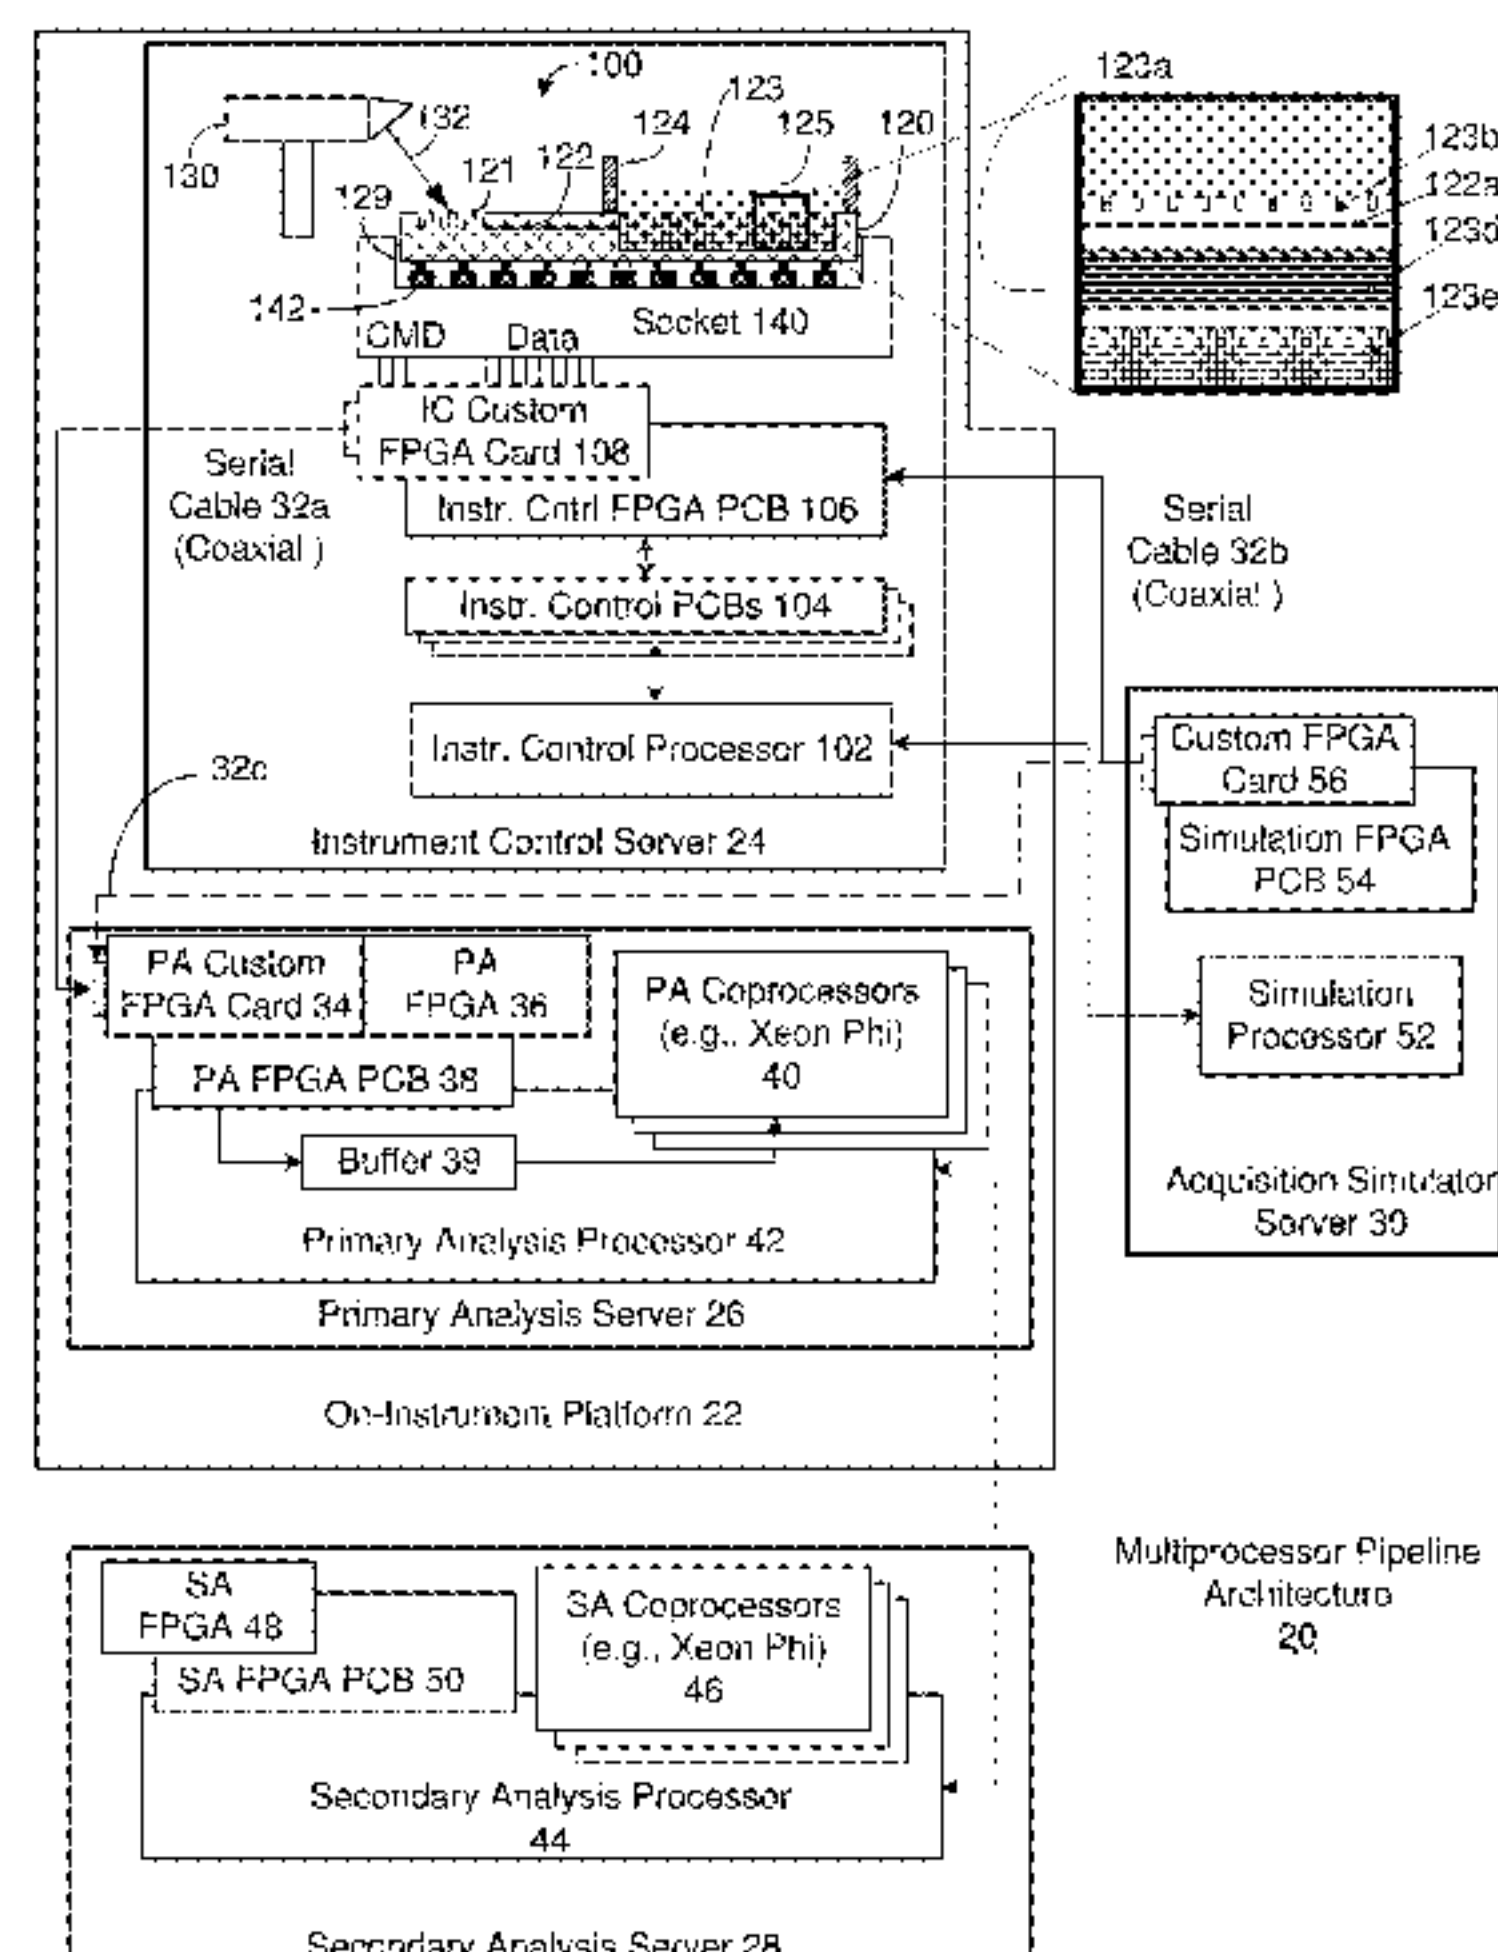 100
123a
132
124
123
125
120
123b
130
129
121
122
122a
123d
123e
142
CMD
Data
Socket 140
IC Custom
FPGA Card 108
Serial
Cable 32a
(Coaxial )
Instr. Cntrl FPGA PCB 106
Serial
Cable 32b
(Coaxial )
Instr. Control PCBs 104
Instr. Control Processor 102
32c
Custom FPGA
Card 56
Simulation FPGA
PCB 54
Instrument Control Server 24
PA Custom
FPGA Card 34
PA
FPGA 36
PA Coprocessors
(e.g., Xeon Phi)
40
Simulation
Processor 52
PA FPGA PCB 38
Buffer 39
Acquisition Simulator
Server 30
Primary Analysis Processor 42
Primary Analysis Server 26
On-Instrument Platform 22
Multiprocessor Pipeline
Architecture
20
SA
FPGA 48
SA Coprocessors
(e.g., Xeon Phi)
46
SA FPGA PCB 50
Secondary Analysis Processor
44
Secondary Analysis Server 28